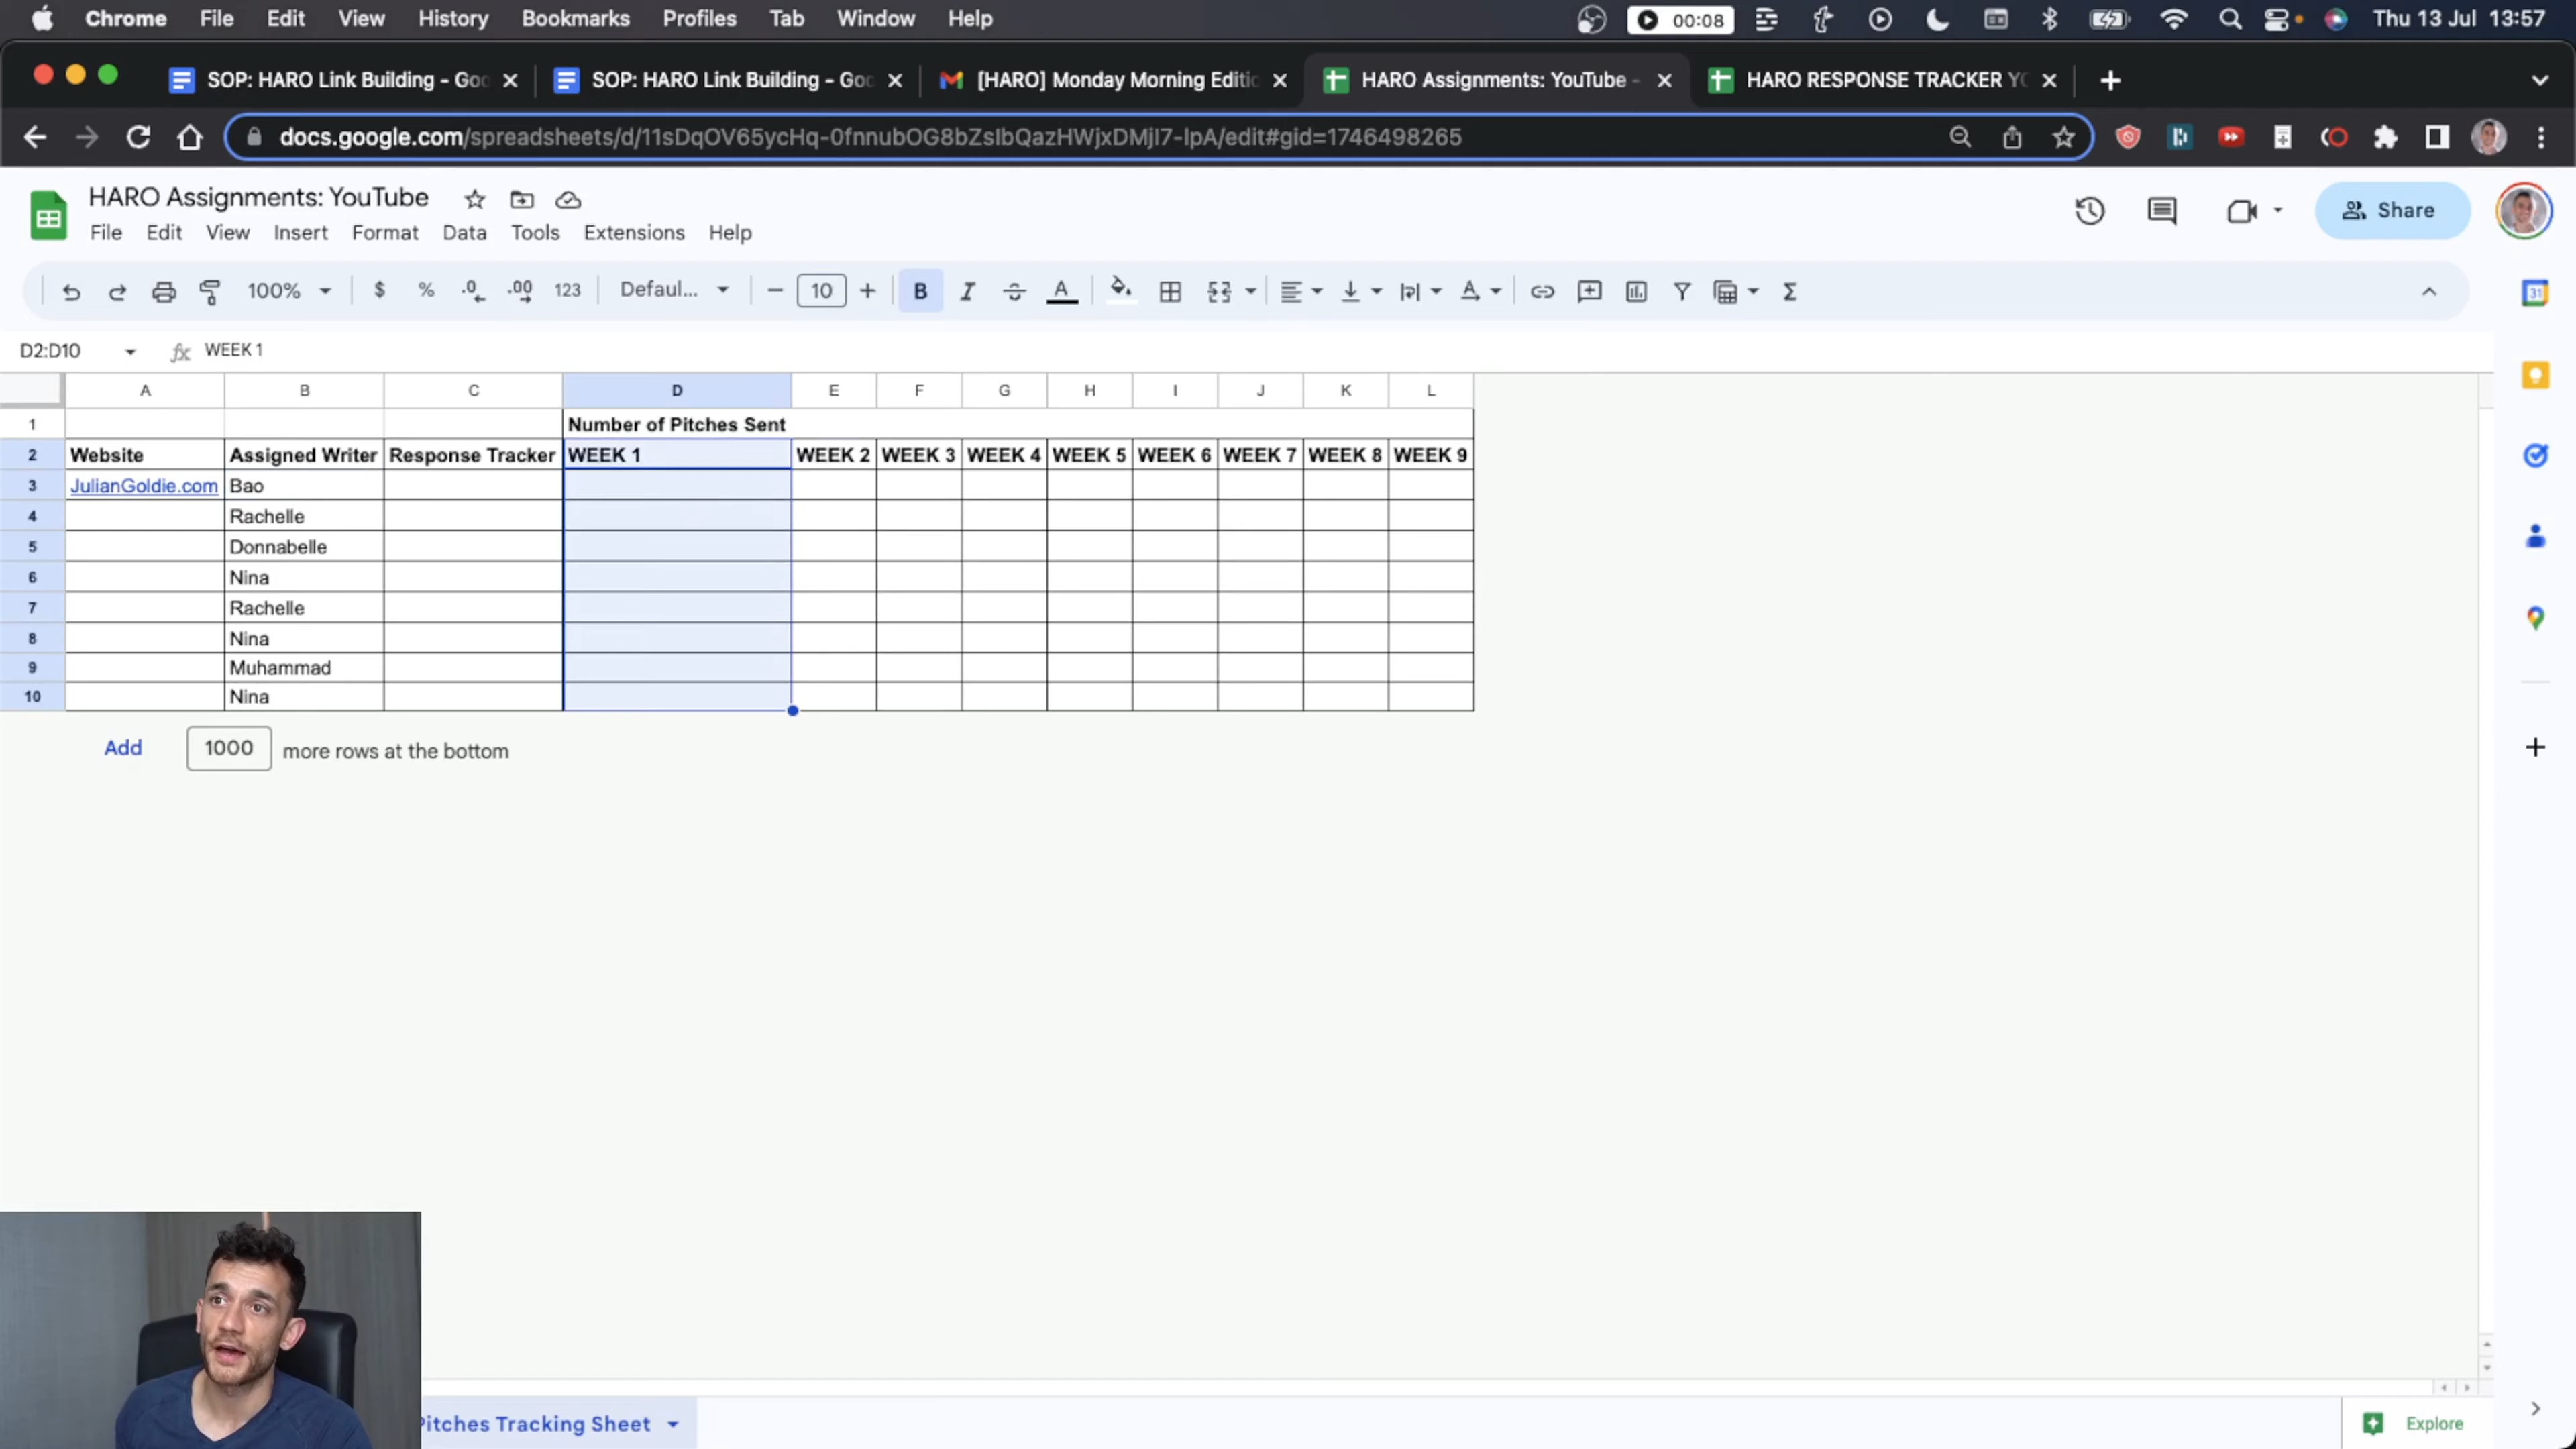 Chrome File Edit View History Bookmarks Profiles Tab Window Help 00:08 Thu 13 Jul 13:57
SOP: HARO Link Building - Goo SOP: HARO Link Building - Goo [HARO] Monday Morning Editio HARO Assignments: YouTube - HARO RESPONSE TRACKER YO
docs.google.com/spreadsheets/d/11sDqOV65ycHq-0fnnubOG8bZsIbQazHWjxDMjI7-IpA/edit#gid=1746498265
HARO Assignments: YouTube
Share
File Edit View Insert Format Data Tools Extensions Help
100% $ % .0 .00 123 Defaul... 10 B I A Σ
31
D2:D10 fx WEEK 1
A B C D E F G H I J K L
1 Number of Pitches Sent
2 Website Assigned Writer Response Tracker WEEK 1 WEEK 2 WEEK 3 WEEK 4 WEEK 5 WEEK 6 WEEK 7 WEEK 8 WEEK 9
3 JulianGoldie.com Bao
4 Rachelle
5 Donnabelle
6 Nina
7 Rachelle
8 Nina
9 Muhammad
10 Nina
Add 1000 more rows at the bottom
Pitches Tracking Sheet
Explore